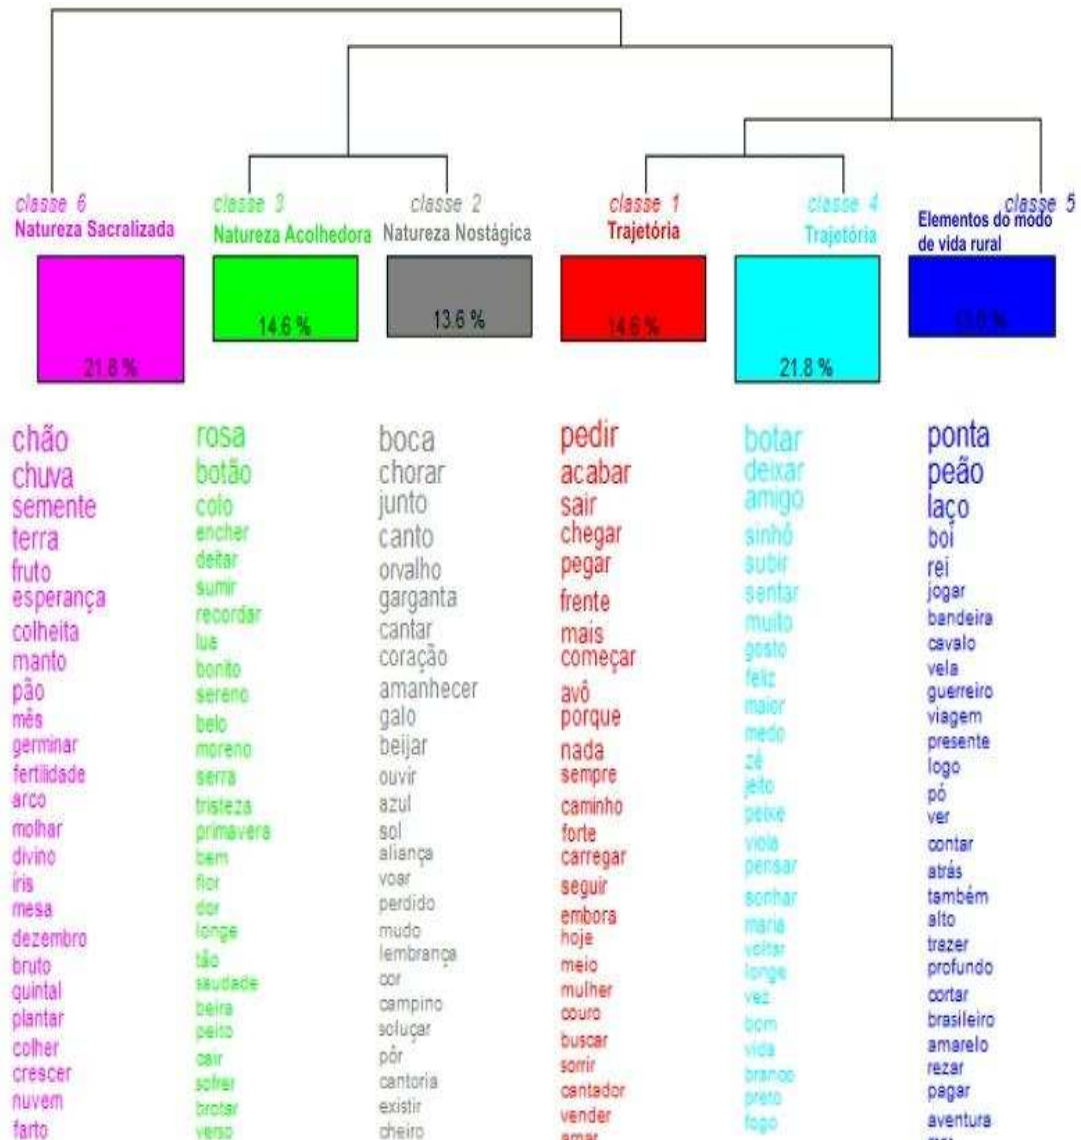 classe 6
Natureza Sacralizada
21.8 %
chão
chuva
semente
terra
fruto
esperança
colheita
manto
pão
mês
germinar
fertilidade
arco
molhar
divino
íris
mesa
dezembro
bruto
quintal
plantar
colher
crescer
nuvem
farto
classe 3
Natureza Acolhedora
14.6 %
rosa
botão
colo
encher
deitar
sumir
recordar
lua
bonito
sereno
belo
moreno
serra
tristeza
primavera
bem
flor
dor
longe
tão
saudade
beira
peito
cair
sofrer
brotar
verso
classe 2
Natureza Nostágica
13.6 %
boca
chorar
junto
canto
orvalho
garganta
cantar
coração
amanhecer
galo
beijar
ouvir
azul
sol
aliança
voar
perdido
mudo
lembrança
cor
campino
soluçar
pôr
cantoria
existir
cheiro
classe 1
Trajetória
14.6 %
pedir
acabar
sair
chegar
pegar
frente
mais
começar
avô
porque
nada
sempre
caminho
forte
carregar
seguir
embora
hoje
meio
mulher
couro
buscar
sorrir
cantador
vender
amar
classe 4
Trajetória
21.8 %
botar
deixar
amigo
sinhô
subir
sentar
muito
gosto
feliz
maior
medo
zé
jeito
peixe
viola
pensar
sonhar
maria
voltar
longe
vez
bom
vida
branco
preto
fogo
classe 5
Elementos do modo
de vida rural
ponta
peão
laço
boi
rei
jogar
bandeira
cavalo
vela
guerreiro
viagem
presente
logo
pó
ver
contar
atrás
também
alto
trazer
profundo
cortar
brasileiro
amarelo
rezar
pagar
aventura